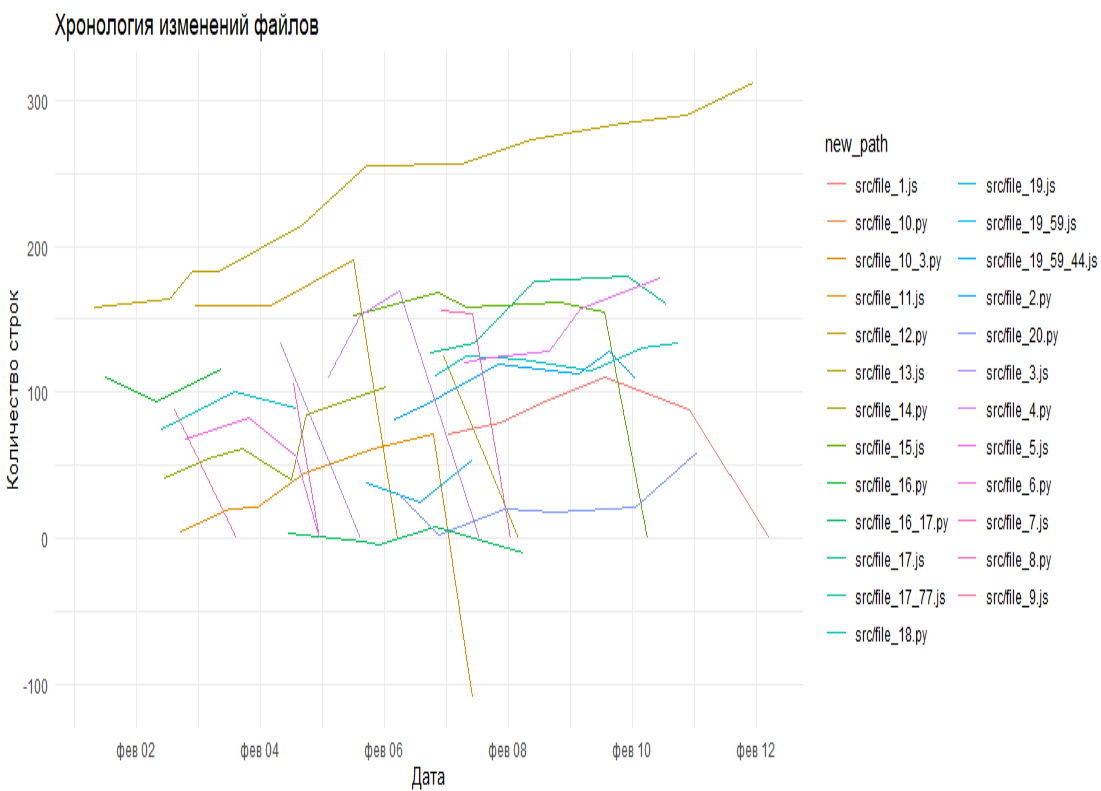 Хронология изменений файлов
Количество строк
300
200
100
0
-100
фев 02
фев 04
фев 06
фев 08
фев 10
фев 12
Дата
new_path
src/file_1.js
src/file_10.py
src/file_10_3.py
src/file_11.js
src/file_12.py
src/file_13.js
src/file_14.py
src/file_15.js
src/file_16.py
src/file_16_17.py
src/file_17.js
src/file_17_77.js
src/file_18.py
src/file_19.js
src/file_19_59.js
src/file_19_59_44.js
src/file_2.py
src/file_20.py
src/file_3.js
src/file_4.py
src/file_5.js
src/file_6.py
src/file_7.js
src/file_8.py
src/file_9.js